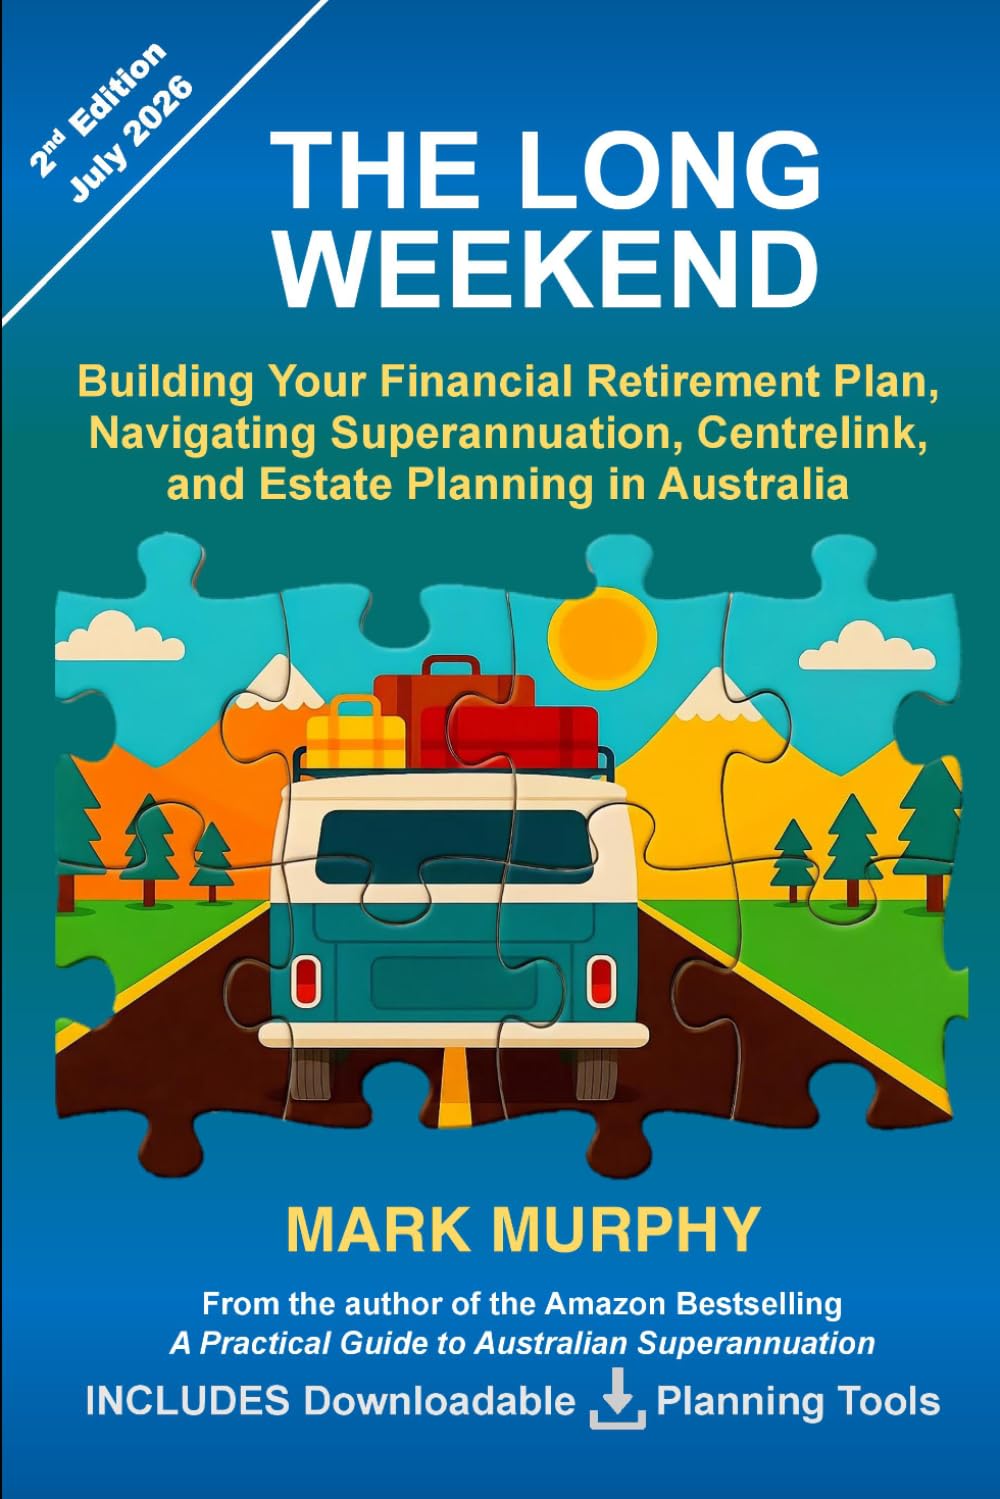 2nd Edition
July 2026
THE LONG
WEEKEND
Building Your Financial Retirement Plan,
Navigating Superannuation, Centrelink,
and Estate Planning in Australia
MARK MURPHY
From the author of the Amazon Bestselling
A Practical Guide to Australian Superannuation
INCLUDES Downloadable Planning Tools